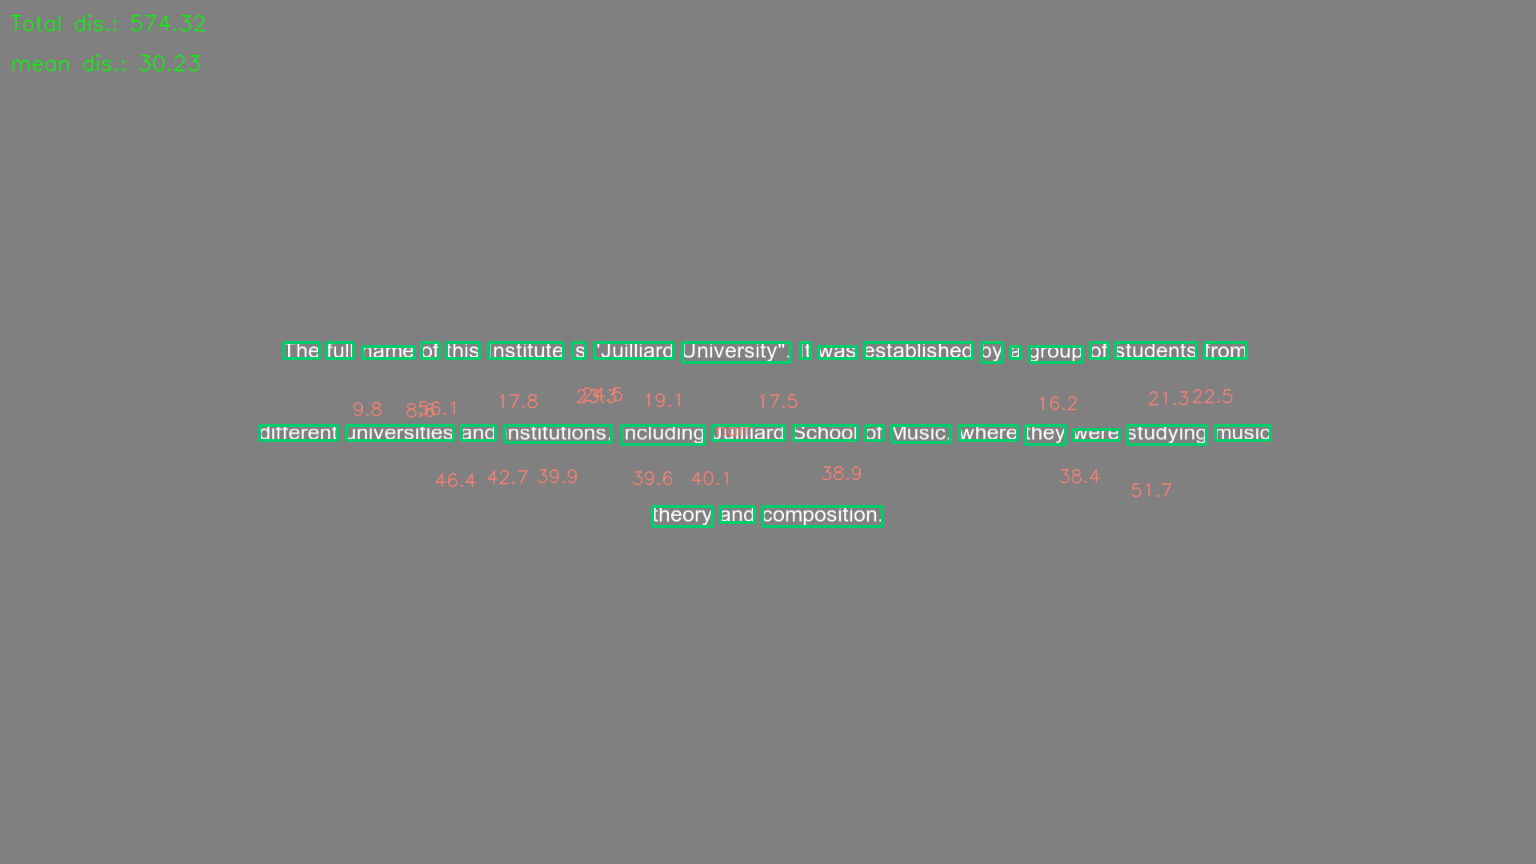 Total dis.: 574.32
mean dis.: 30.23
The full name of this Institute is "Juilliard University". It was established by a group of students from
9.8 56.1 17.8 24.5 19.1 17.5 16.2 21.3 22.5
different universities and institutions, including Juilliard School of Music, where they were studying music
46.4 42.7 39.9 39.6 40.1 38.9 38.4 51.7
theory and composition.